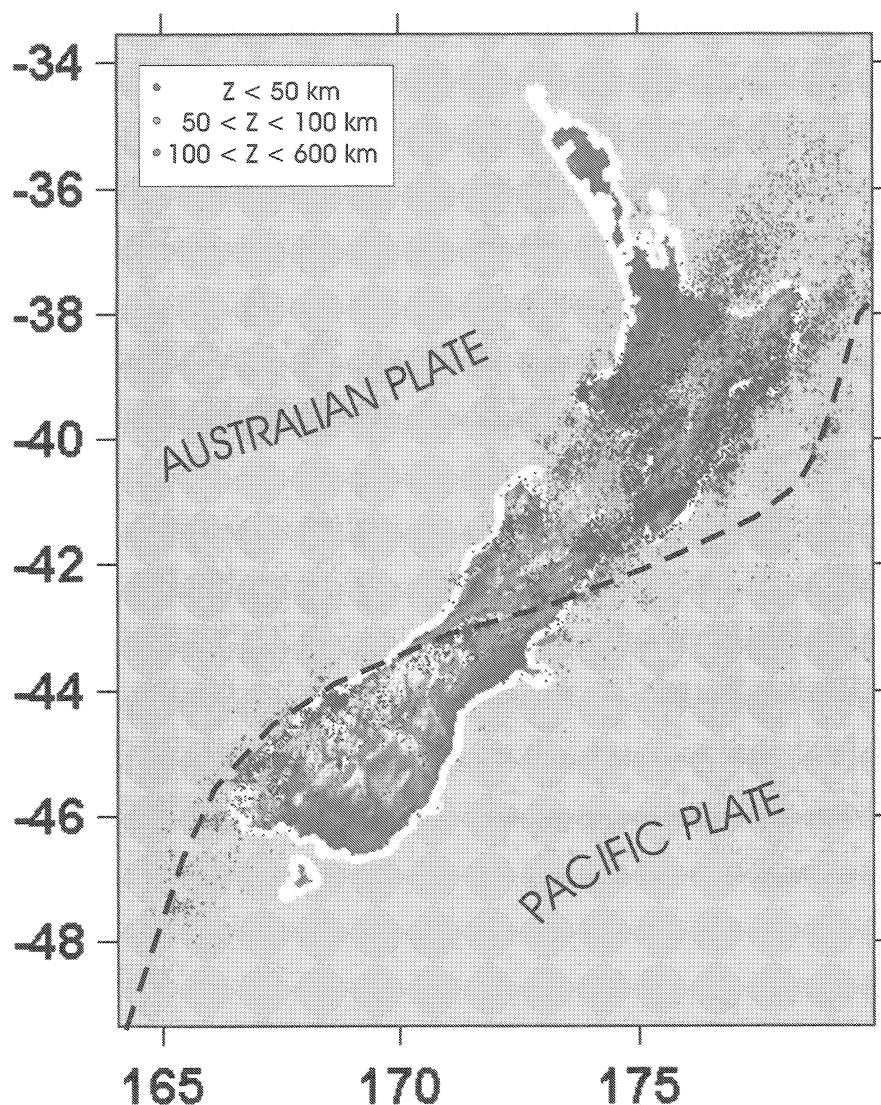 -34
Z < 50 km
50 < Z < 100 km
100 < Z < 600 km
-36
-38
AUSTRALIAN PLATE
-40
-42
-44
-46
PACIFIC PLATE
-48
165 170 175